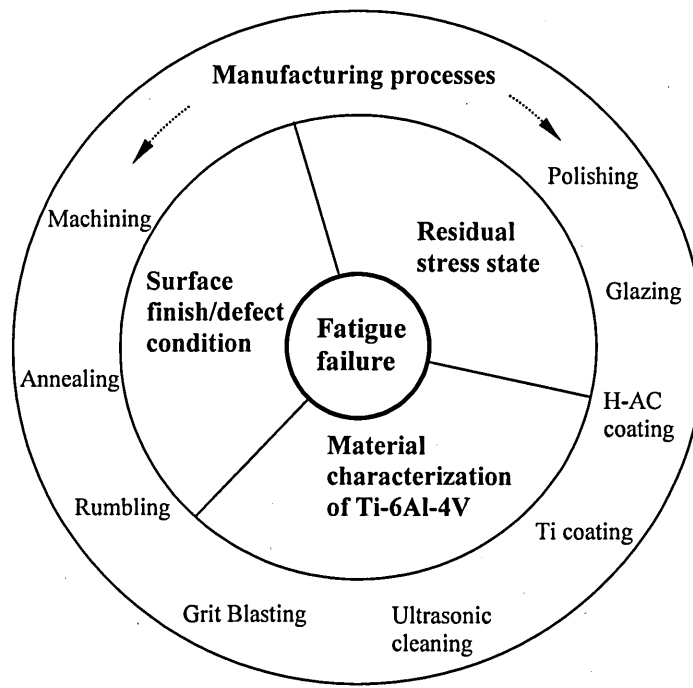 Manufacturing processes
Polishing
Machining
Residual
stress state
Surface
finish/defect
condition
Glazing
Fatigue
failure
Annealing
H-AC
coating
Material
characterization
of Ti-6Al-4V
Rumbling
Ti coating
Grit Blasting
Ultrasonic
cleaning